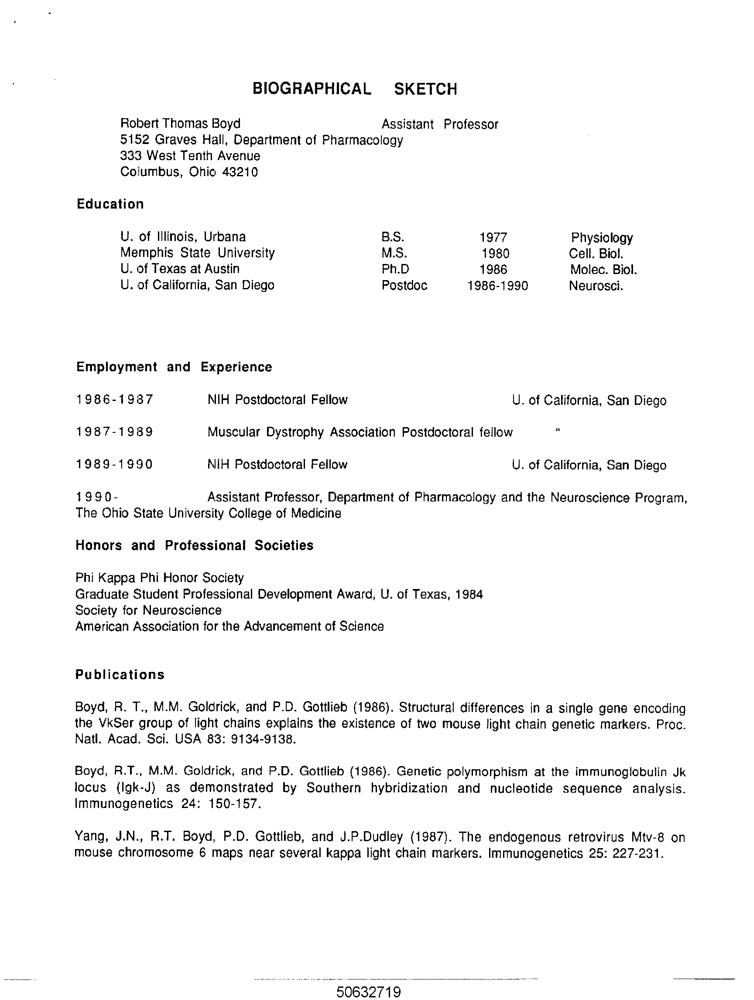 BIOGRAPHICAL SKETCH
Robert Thomas Boyd Assistant Professor
5152 Graves Hall, Department of Pharmacology
333 West Tenth Avenue
Columbus, Ohio 43210
Education
U. of Illinois, Urbana B.S. 1977 Physiology
Memphis State University M.S. 1980 Cell. Biol.
U. of Texas at Austin Ph.D 1986 Molec. Biol.
U. of California, San Diego Postdoc 1986-1990 Neurosci.
Employment and Experience
1986-1987 NIH Postdoctoral Fellow U. of California, San Diego
1987-1989 Muscular Dystrophy Association Postdoctoral fellow "
1989-1990 NIH Postdoctoral Fellow U. of California, San Diego
1990- Assistant Professor, Department of Pharmacology and the Neuroscience Program,
The Ohio State University College of Medicine
Honors and Professional Societies
Phi Kappa Phi Honor Society
Graduate Student Professional Development Award, U. of Texas, 1984
Society for Neuroscience
American Association for the Advancement of Science
Publications
Boyd, R. T., M.M. Goldrick, and P.D. Gottlieb (1986). Structural differences in a single gene encoding
the VkSer group of light chains explains the existence of two mouse light chain genetic markers. Proc.
Natl. Acad. Sci. USA 83: 9134-9138.
Boyd, R.T., M.M. Goldrick, and P.D. Gottlieb (1986). Genetic polymorphism at the immunoglobulin Jk
locus (Igk-J) as demonstrated by Southern hybridization and nucleotide sequence analysis.
Immunogenetics 24: 150-157.
Yang, J.N., R.T. Boyd, P.D. Gottlieb, and J.P.Dudley (1987). The endogenous retrovirus Mtv-8 on
mouse chromosome 6 maps near several kappa light chain markers. Immunogenetics 25: 227-231.
50632719